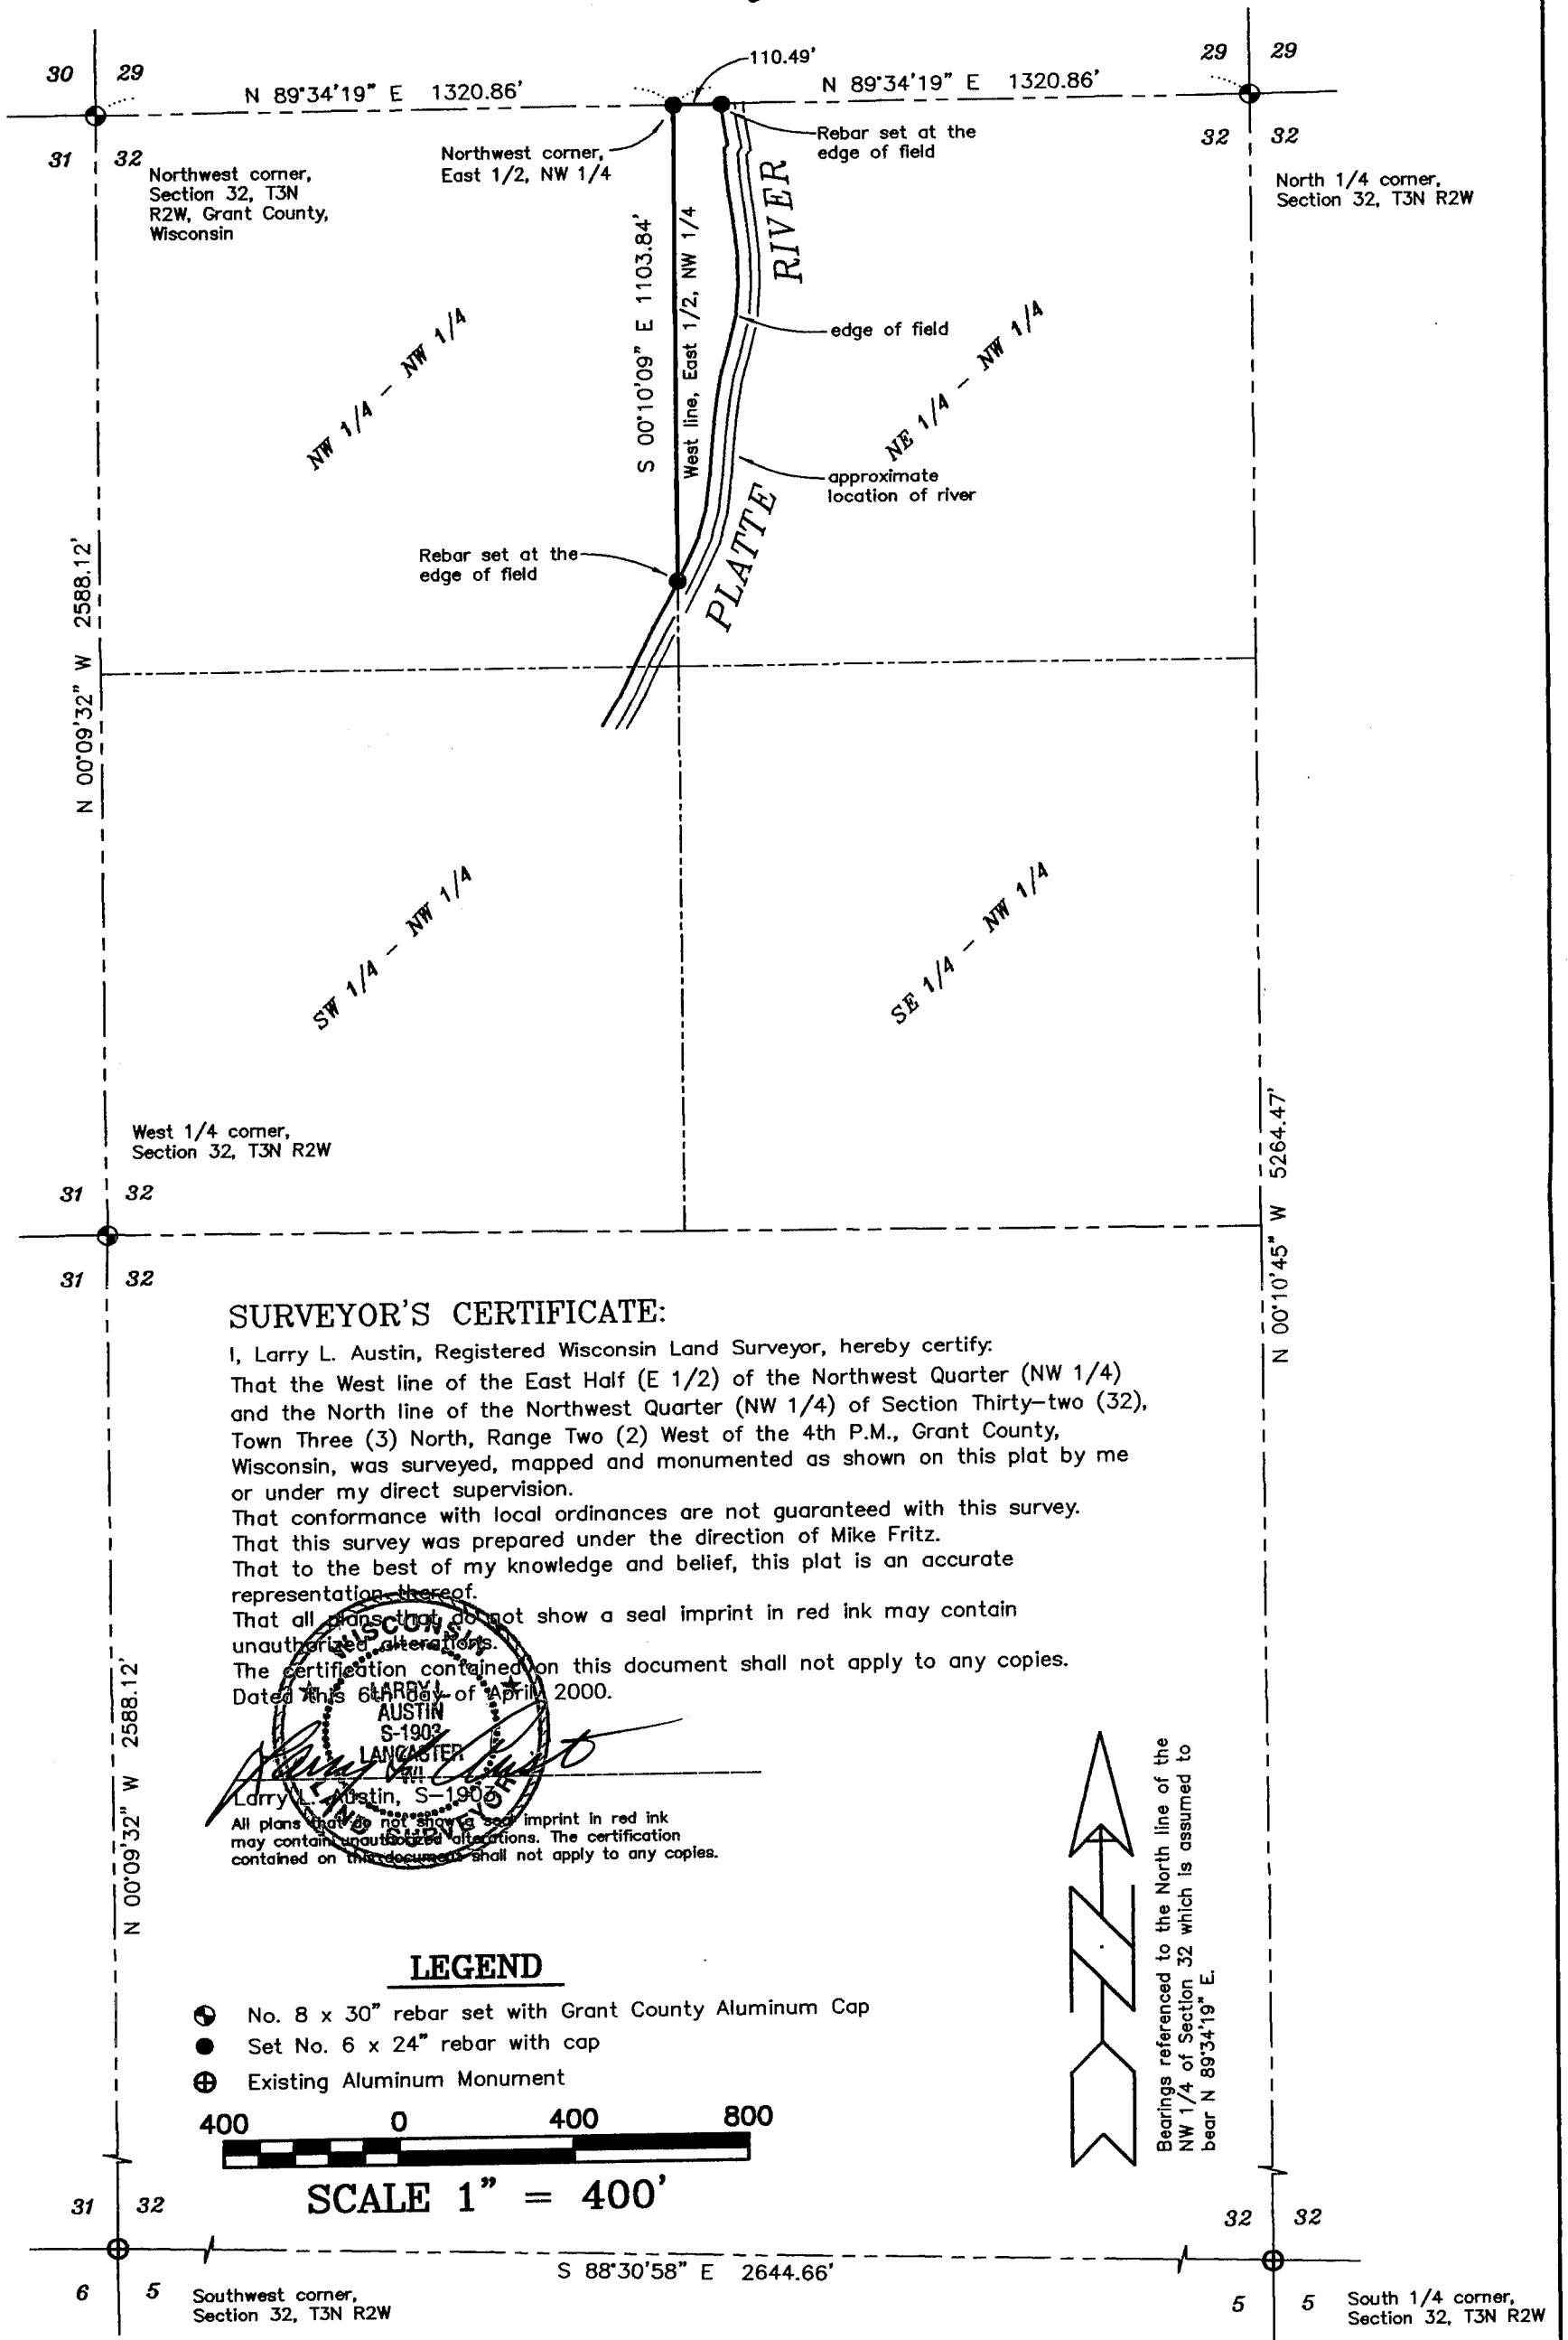 110.49'
30 29
N 89°34'19" E 1320.86'
N 89°34'19" E 1320.86'
29 29
31 32
32 32
Northwest corner,
Section 32, T3N
R2W, Grant County,
Wisconsin
Northwest corner,
East 1/2, NW 1/4
Rebar set at the
edge of field
North 1/4 corner,
Section 32, T3N R2W
RIVER
S 00°10'09" E 1103.84'
West line, East 1/2, NW 1/4
edge of field
NW 1/4 - NW 1/4
NE 1/4 - NW 1/4
approximate
location of river
PLATTE
Rebar set at the
edge of field
N 00°09'32" W 2588.12'
SW 1/4 - NW 1/4
SE 1/4 - NW 1/4
West 1/4 corner,
Section 32, T3N R2W
31 32
31 32
N 00°10'45" W 5264.47'
SURVEYOR'S CERTIFICATE:
I, Larry L. Austin, Registered Wisconsin Land Surveyor, hereby certify:
That the West line of the East Half (E 1/2) of the Northwest Quarter (NW 1/4)
and the North line of the Northwest Quarter (NW 1/4) of Section Thirty-two (32),
Town Three (3) North, Range Two (2) West of the 4th P.M., Grant County,
Wisconsin, was surveyed, mapped and monumented as shown on this plat by me
or under my direct supervision.
That conformance with local ordinances are not guaranteed with this survey.
That this survey was prepared under the direction of Mike Fritz.
That to the best of my knowledge and belief, this plat is an accurate
representation thereof.
That all plans that do not show a seal imprint in red ink may contain
unauthorized alterations.
The certification contained on this document shall not apply to any copies.
Dated this 6th day of April, 2000.
WISCONSIN
LARRY L.
AUSTIN
S-1903
LANCASTER
WI
LAND SURVEYOR
Larry L. Austin
Larry L. Austin, S-1903
All plans that do not show a seal imprint in red ink
may contain unauthorized alterations. The certification
contained on this document shall not apply to any copies.
N 00°09'32" W 2588.12'
LEGEND
No. 8 x 30" rebar set with Grant County Aluminum Cap
Set No. 6 x 24" rebar with cap
Existing Aluminum Monument
400 0 400 800
SCALE 1" = 400'
Bearings referenced to the North line of the
NW 1/4 of Section 32 which is assumed to
bear N 89°34'19" E.
31 32
32 32
S 88°30'58" E 2644.66'
6 5
Southwest corner,
Section 32, T3N R2W
5 5
South 1/4 corner,
Section 32, T3N R2W